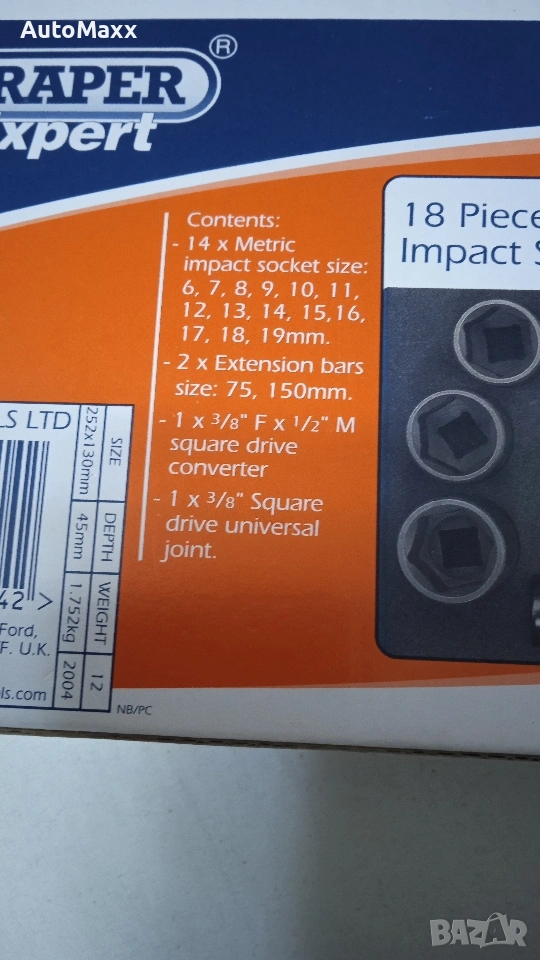 AutoMaxx
RAPER®
xpert
Contents:
- 14 x Metric
impact socket size:
6, 7, 8, 9, 10, 11,
12, 13, 14, 15,16,
17, 18, 19mm.
- 2 x Extension bars
size: 75, 150mm.
- 1 x 3/8" F x 1/2" M
square drive
converter
- 1 x 3/8" Square
drive universal
joint.
18 Piece
Impact S
LS LTD
SIZE DEPTH WEIGHT 12
252x130mm 45mm 1.752kg 2004
42 >
Ford,
F. U.K.
ls.com
NB/PC
BAZAR